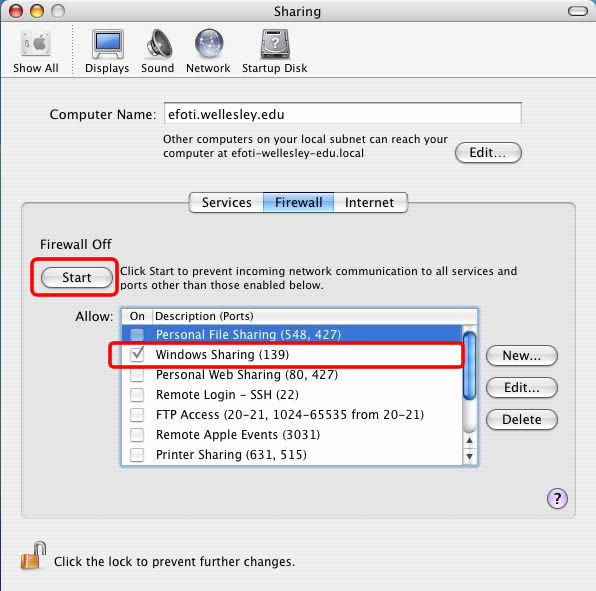 Sharing
Show All
Displays
Sound
Network
Startup Disk
Computer Name: efoti.wellesley.edu
Other computers on your local subnet can reach your
computer at efoti-wellesley-edu.local
Edit...
Services
Firewall
Internet
Firewall Off
Start
Click Start to prevent incoming network communication to all services and
ports other than those enabled below.
Allow:
On Description (Ports)
Personal File Sharing (548, 427)
Windows Sharing (139)
Personal Web Sharing (80, 427)
Remote Login - SSH (22)
FTP Access (20-21, 1024-65535 from 20-21)
Remote Apple Events (3031)
Printer Sharing (631, 515)
New...
Edit...
Delete
?
Click the lock to prevent further changes.